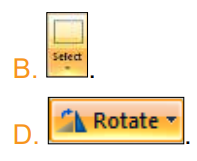 B. Select.
D. Rotate.